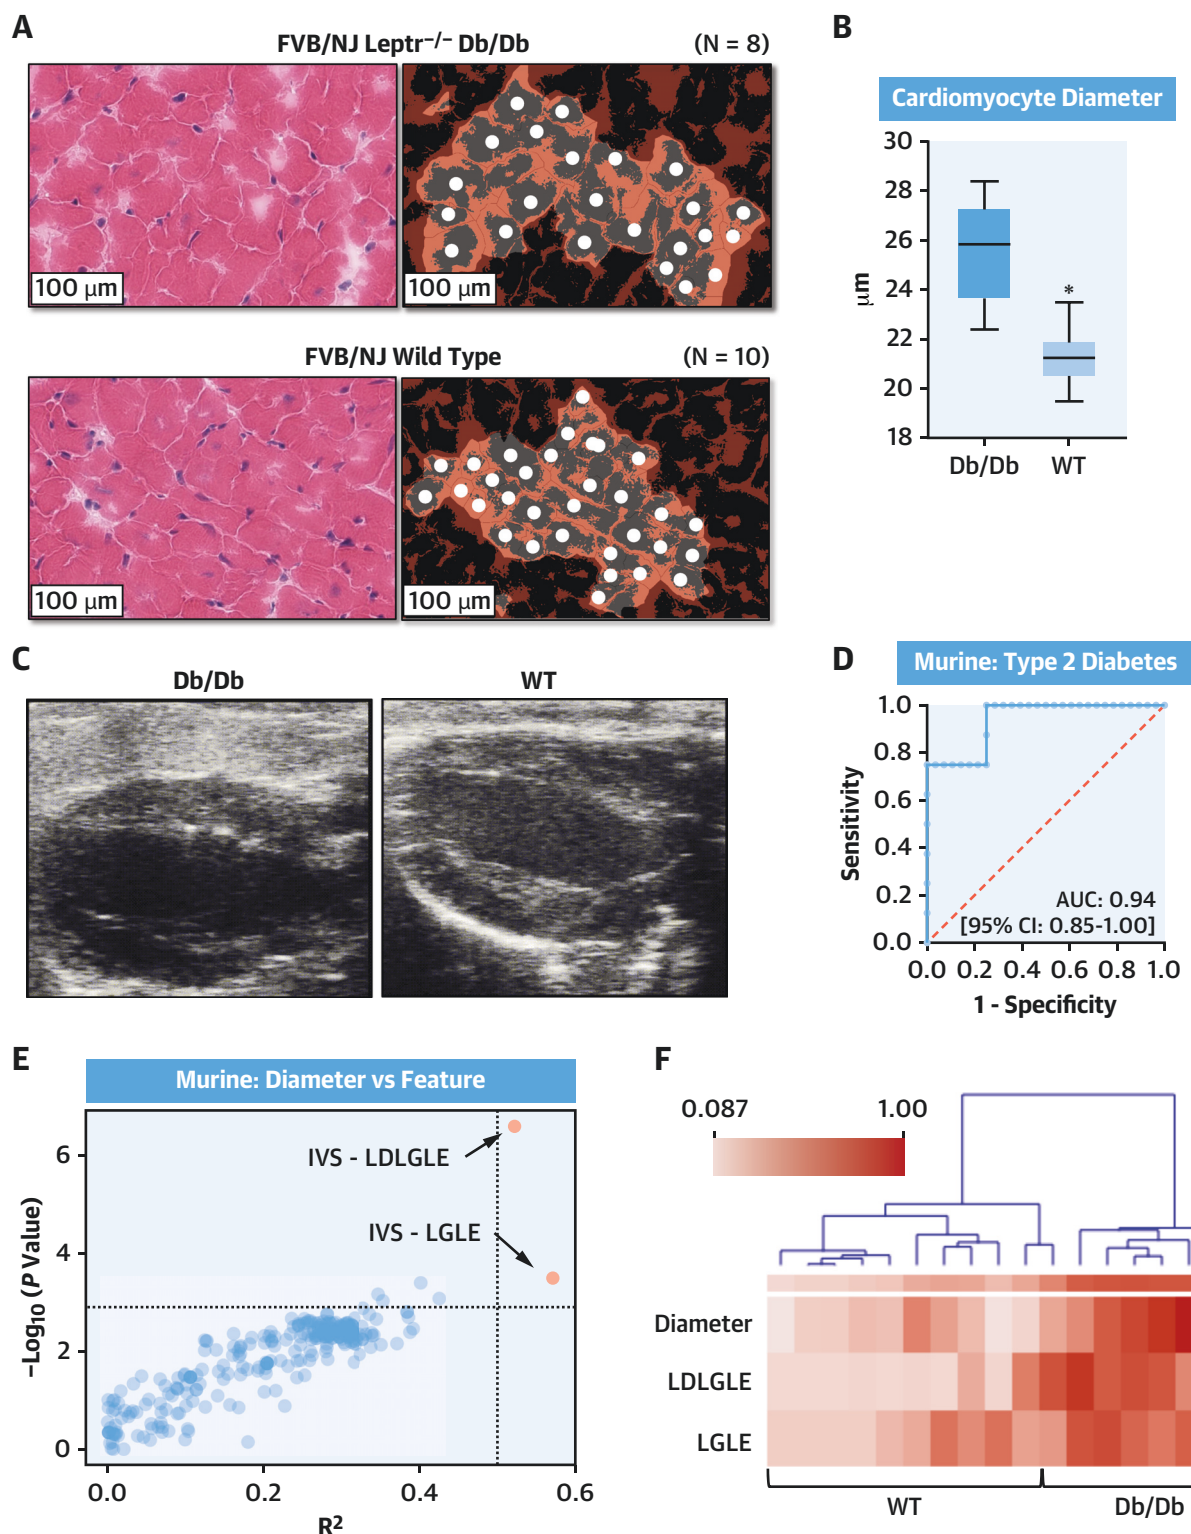 A
FVB/NJ Leptr−/− Db/Db (N = 8)
100 µm
100 µm
FVB/NJ Wild Type (N = 10)
100 µm
100 µm
B
Cardiomyocyte Diameter
30
28
26
24
22
20
18
µm
*
Db/Db WT
C
Db/Db WT
D
Murine: Type 2 Diabetes
1.0
0.8
0.6
0.4
0.2
0.0
Sensitivity
AUC: 0.94
[95% CI: 0.85-1.00]
0.0 0.2 0.4 0.6 0.8 1.0
1 - Specificity
E
Murine: Diameter vs Feature
6
4
2
0
−Log10 (P Value)
IVS - LDLGLE
IVS - LGLE
0.0 0.2 0.4 0.6
R2
F
0.087 1.00
Diameter
LDLGLE
LGLE
WT Db/Db